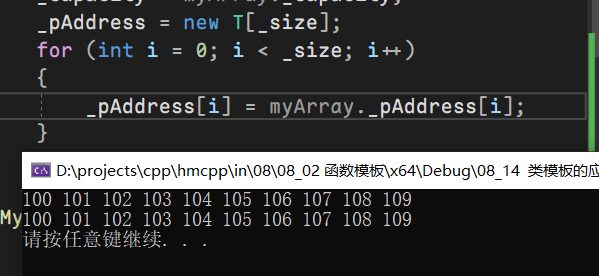 _capacity = myArray._capacity;
_pAddress = new T[_size];
for (int i = 0; i < _size; i++)
{
_pAddress[i] = myArray._pAddress[i];
}
D:\projects\cpp\hmcpp\in\08\08_02 函数模板\x64\Debug\08_14 类模板的应
My
100 101 102 103 104 105 106 107 108 109
100 101 102 103 104 105 106 107 108 109
请按任意键继续. . .